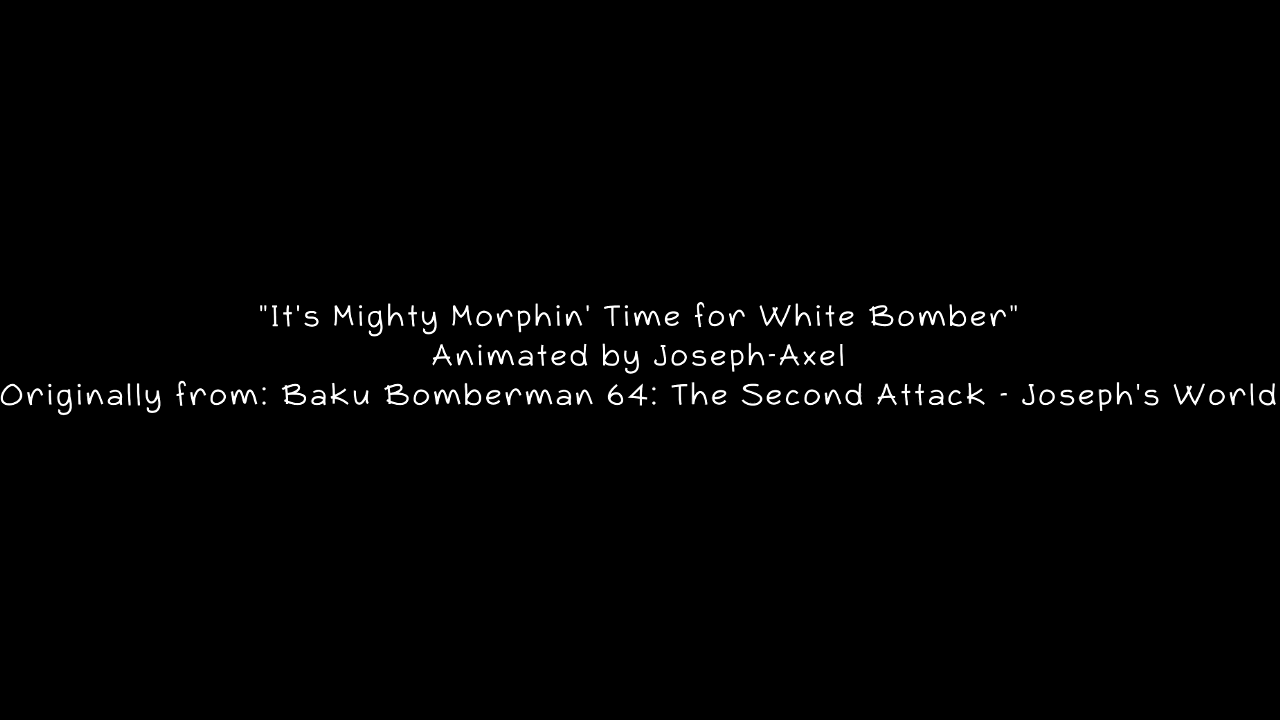 "It's Mighty Morphin' Time for White Bomber"
Animated by Joseph-Axel
Originally from: Baku Bomberman 64: The Second Attack - Joseph's World